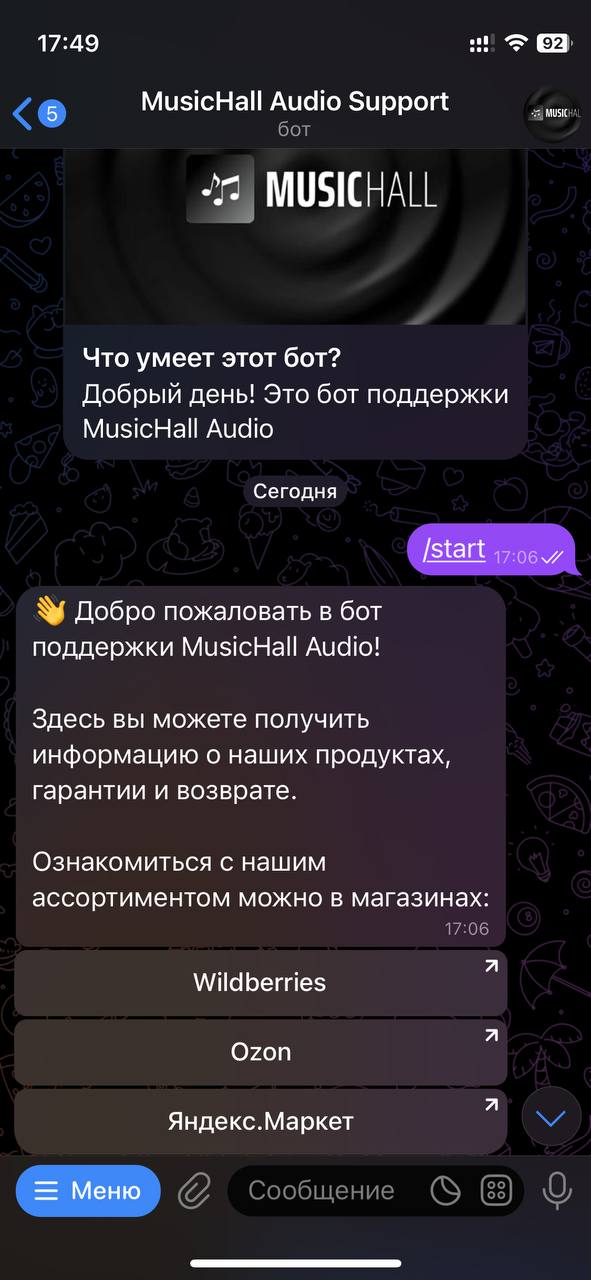 17:49
92
5
MusicHall Audio Support
бот
MUSICHAL
MUSICHALL
Что умеет этот бот?
Добрый день! Это бот поддержки
MusicHall Audio
Сегодня
/start 17:06
👋 Добро пожаловать в бот
поддержки MusicHall Audio!
Здесь вы можете получить
информацию о наших продуктах,
гарантии и возврате.
Ознакомиться с нашим
ассортиментом можно в магазинах:
17:06
Wildberries
Ozon
Яндекс.Маркет
Меню
Сообщение